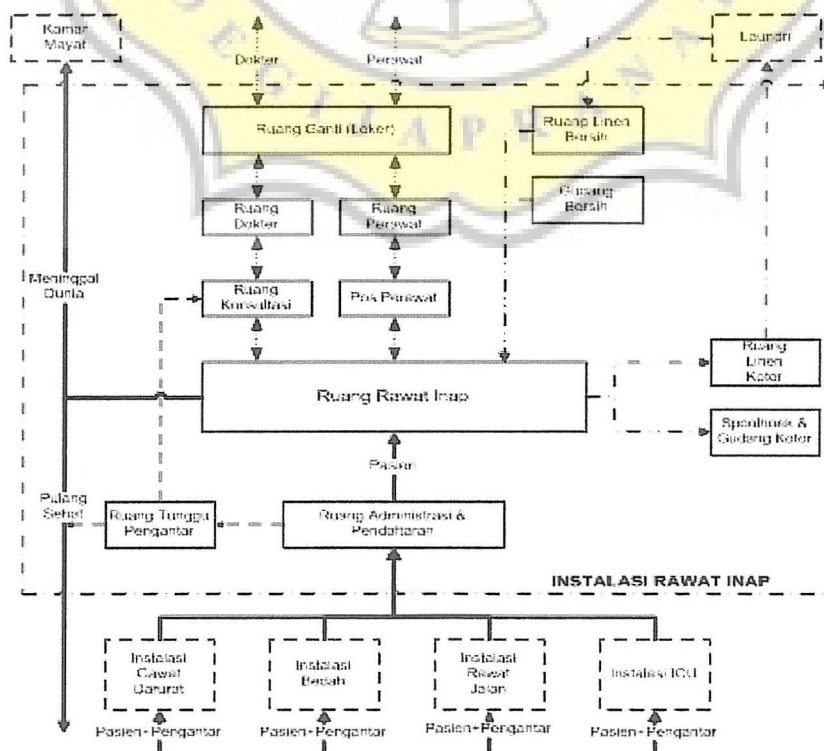 Kamar
Mayat
Dokter
Perawat
Laundri
Ruang Ganti (Loker)
Ruang Linen
Bersih
Ruang
Dokter
Ruang
Perawat
Gudang
Bersih
Meninggal
Dunia
Ruang
Konsultasi
Pos Perawat
Ruang
Linen
Kotor
Ruang Rawat Inap
Spoolhoek &
Gudang Kotor
Pasien
Pulang
Sehat
Ruang Tunggu
Pengantar
Ruang Administrasi &
Pendaftaran
INSTALASI RAWAT INAP
Instalasi
Gawat
Darurat
Instalasi
Bedah
Instalasi
Rawat
Jalan
Instalasi ICU
Pasien+Pengantar
Pasien+Pengantar
Pasien+Pengantar
Pasien+Pengantar